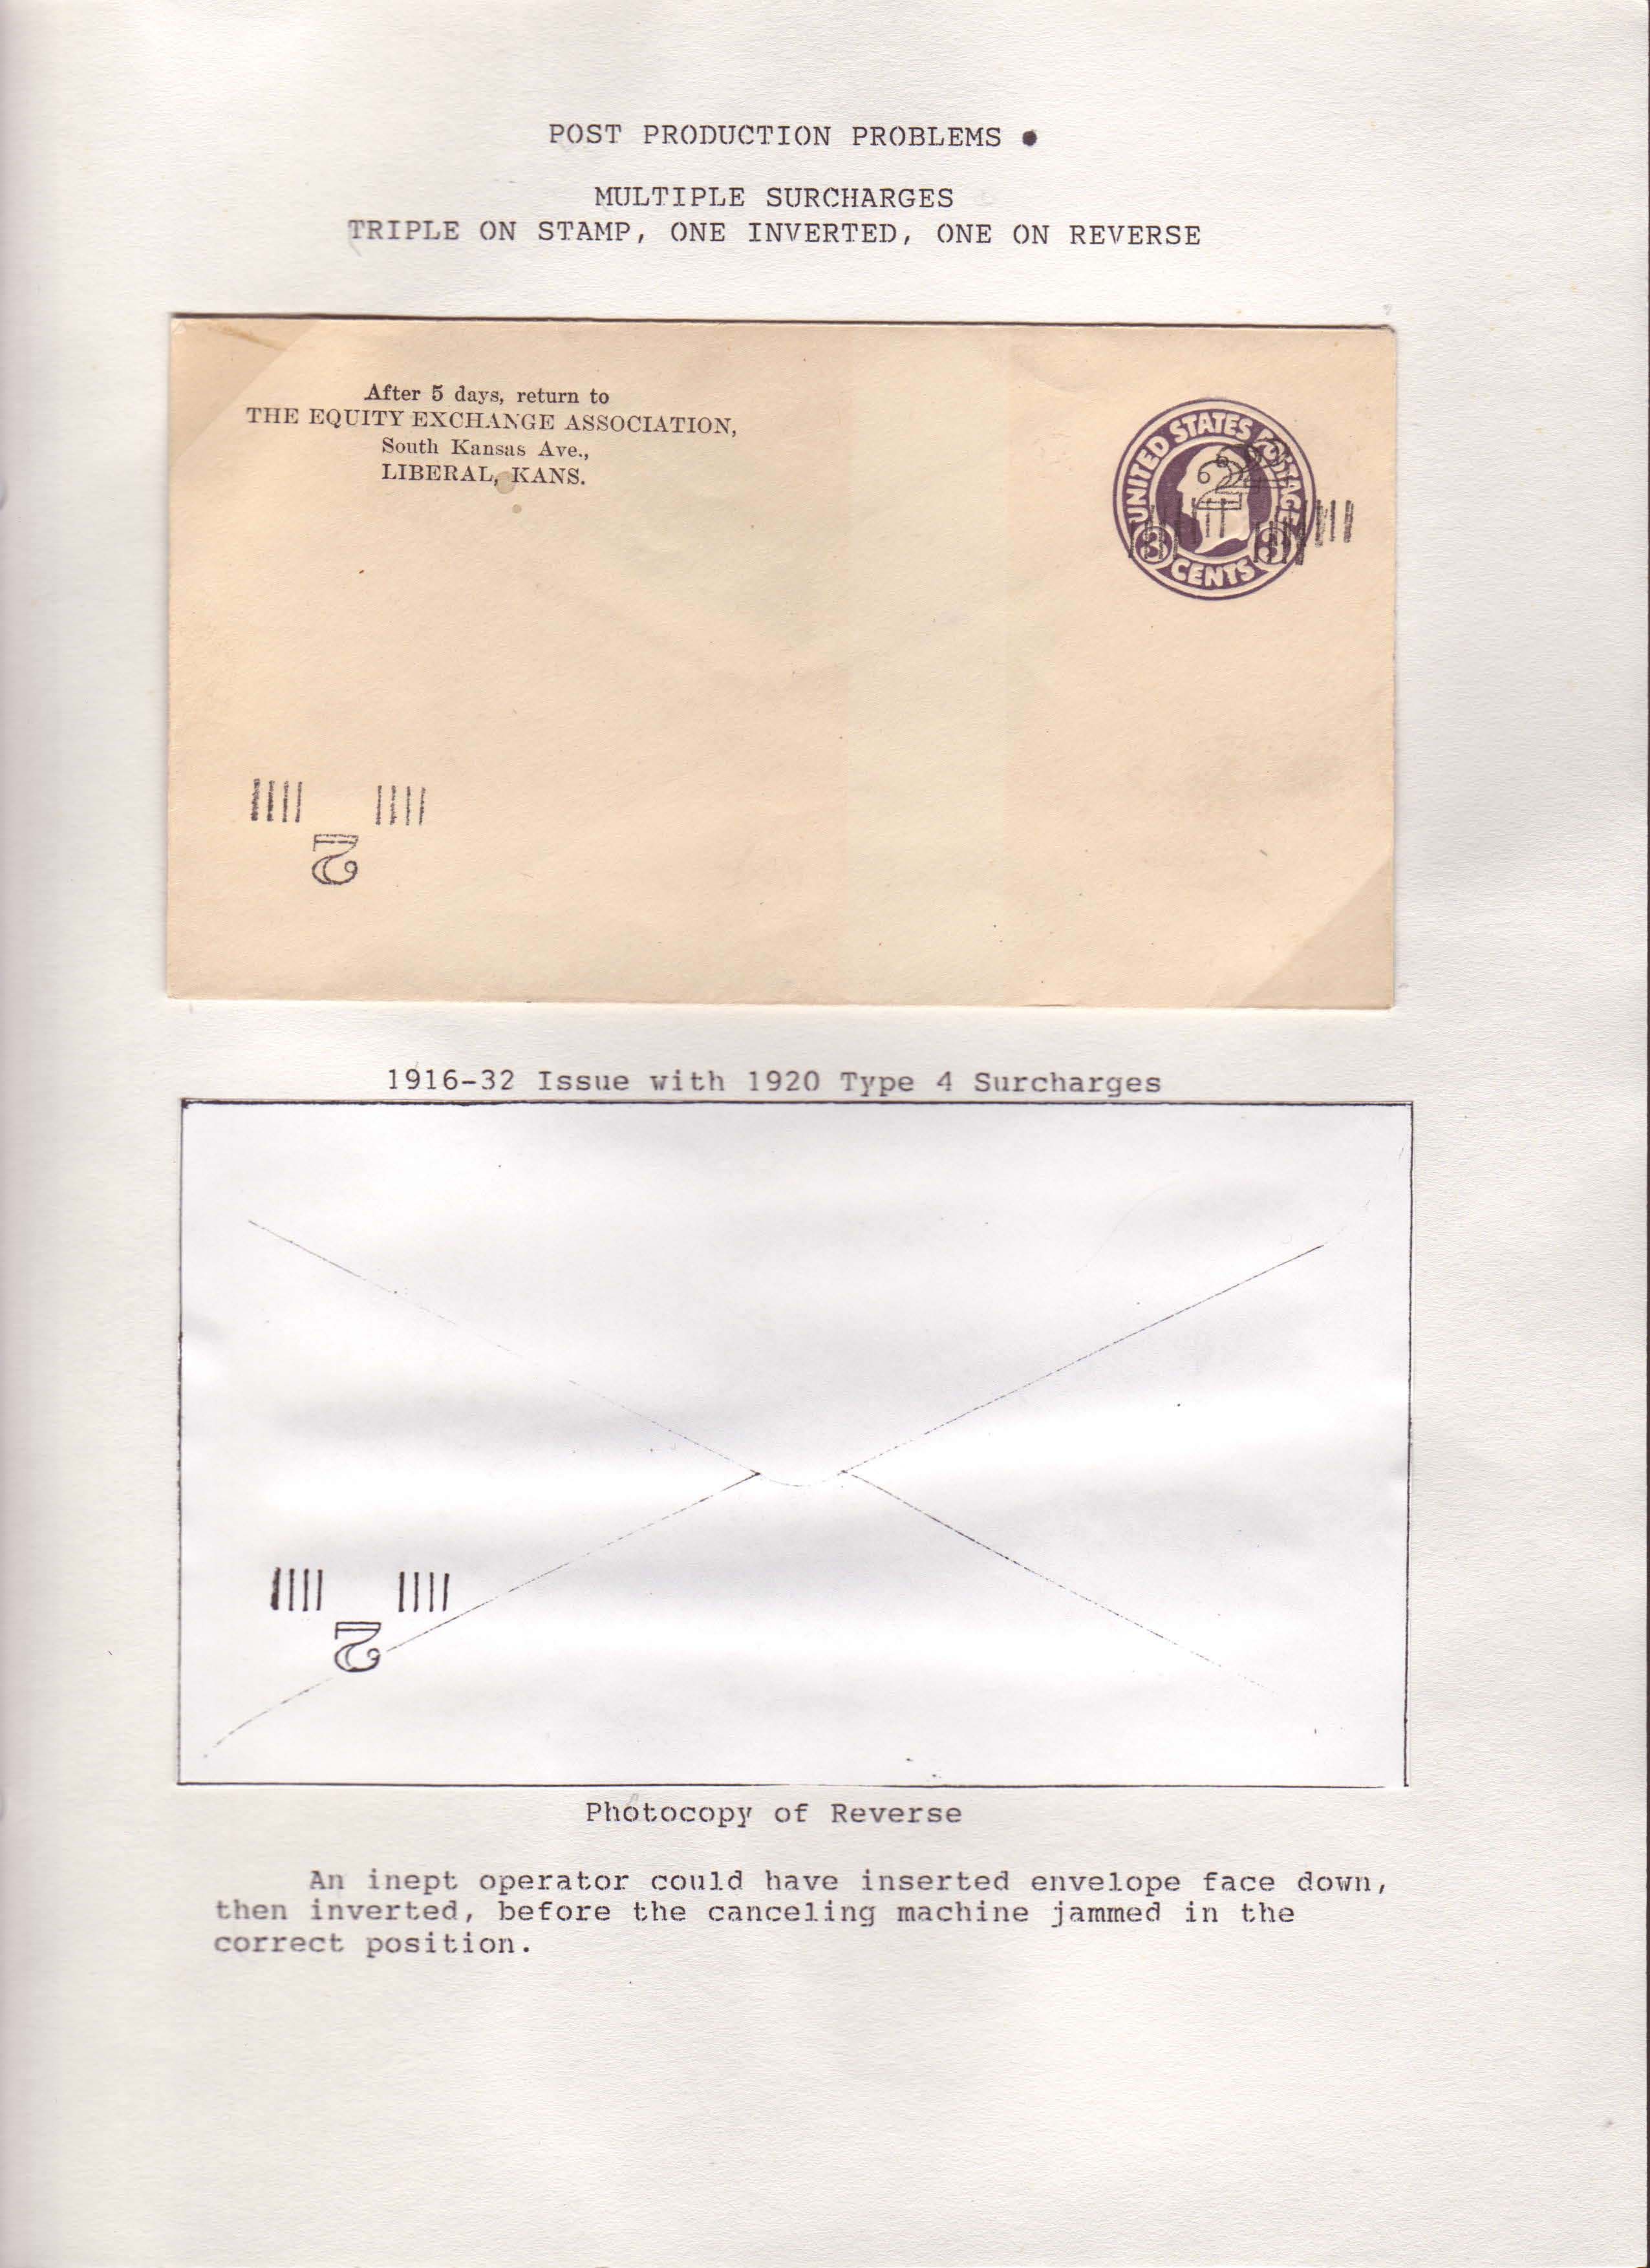 POST PRODUCTION PROBLEMS •
MULTIPLE SURCHARGES
TRIPLE ON STAMP, ONE INVERTED, ONE ON REVERSE
After 5 days, return to
THE EQUITY EXCHANGE ASSOCIATION,
South Kansas Ave.,
LIBERAL, KANS.
UNITED STATES POSTAGE
2
3 3
CENTS
2
1916-32 Issue with 1920 Type 4 Surcharges
2
Photocopy of Reverse
An inept operator could have inserted envelope face down,
then inverted, before the canceling machine jammed in the
correct position.